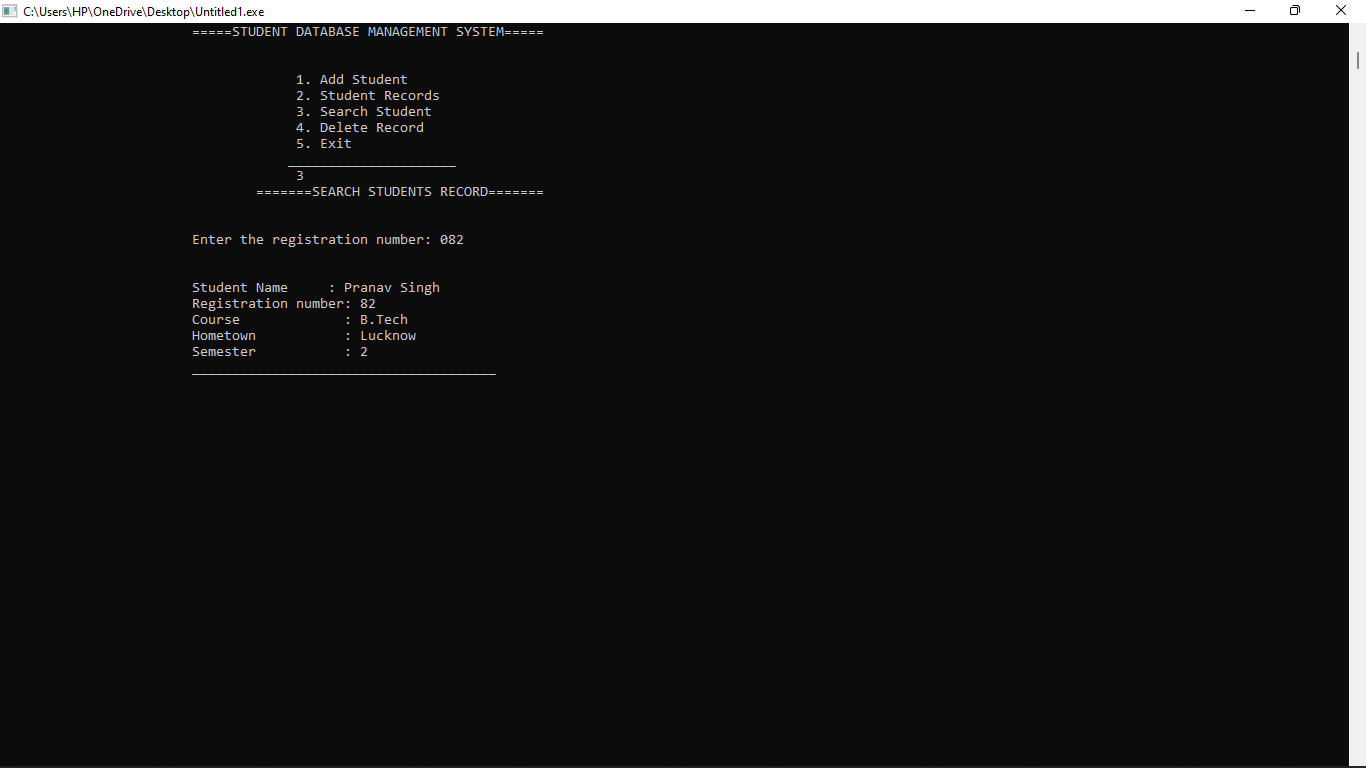 C:\Users\HP\OneDrive\Desktop\Untitled1.exe
=====STUDENT DATABASE MANAGEMENT SYSTEM=====
1. Add Student
2. Student Records
3. Search Student
4. Delete Record
5. Exit
_____________________
3
=======SEARCH STUDENTS RECORD=======
Enter the registration number: 082
Student Name     : Pranav Singh
Registration number: 82
Course             : B.Tech
Hometown           : Lucknow
Semester           : 2
______________________________________